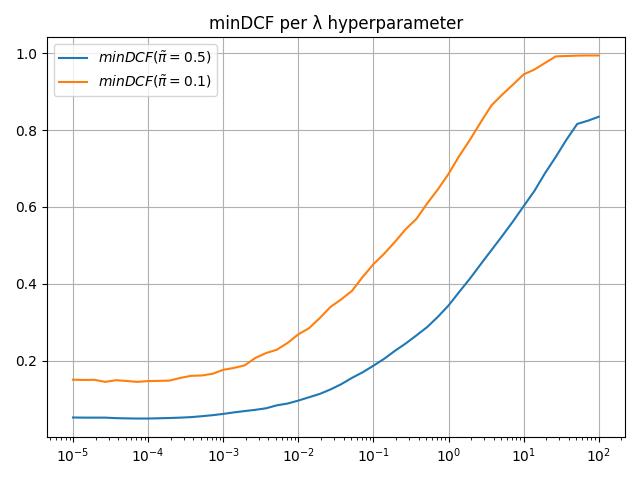 minDCF per λ hyperparameter
minDCF(π̃ = 0.5)
minDCF(π̃ = 0.1)
1.0
0.8
0.6
0.4
0.2
10⁻⁵ 10⁻⁴ 10⁻³ 10⁻² 10⁻¹ 10⁰ 10¹ 10²